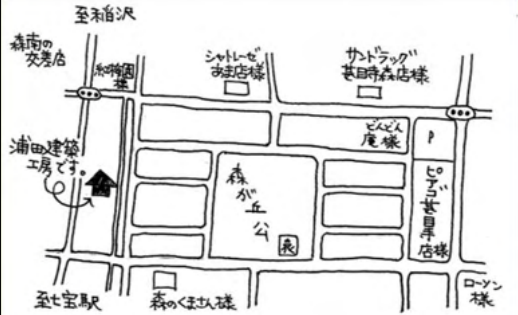 至稲沢
森南の
交差店
和物園
様
シャトレーゼ
あま店様
サンドラッグ
甚目寺森店様
どんどん
庵様
P
浦田建築
工房です。
森が丘公
ピアゴ甚目寺
店様
至七宝駅
森のくまさん様
ローソン
様